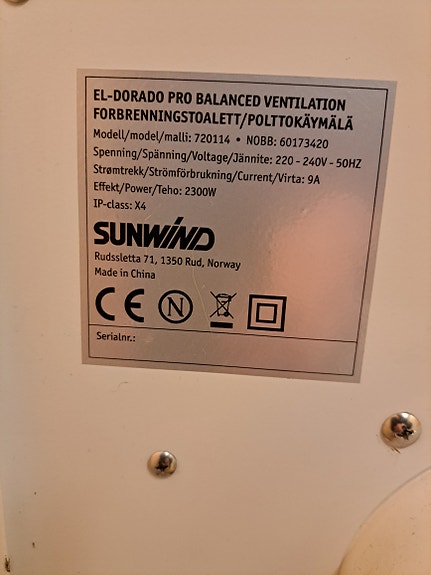 EL-DORADO PRO BALANCED VENTILATION
FORBRENNINGSTOALETT/POLTTOKÄYMÄLÄ
Modell/model/malli: 720114 • NOBB: 60173420
Spenning/Spänning/Voltage/Jännite: 220 - 240V - 50HZ
Strømtrekk/Strömförbrukning/Current/Virta: 9A
Effekt/Power/Teho: 2300W
IP-class: X4
SUNWIND
Rudssletta 71, 1350 Rud, Norway
Made in China
CE N
Serialnr.: